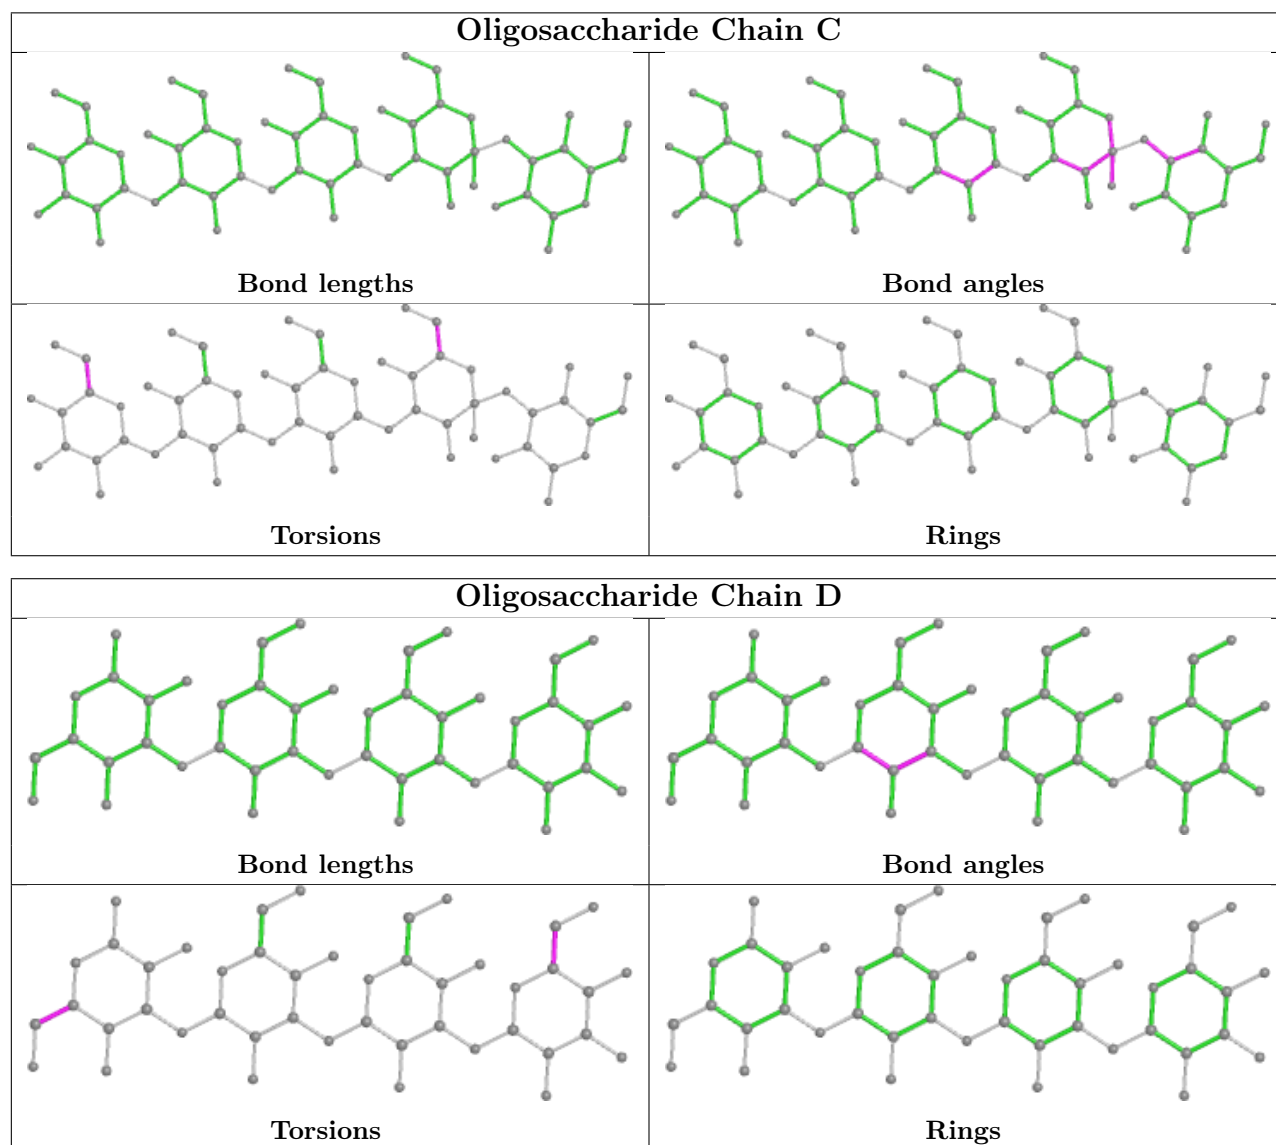 Oligosaccharide Chain C
Bond lengths
Bond angles
Torsions
Rings
Oligosaccharide Chain D
Bond lengths
Bond angles
Torsions
Rings